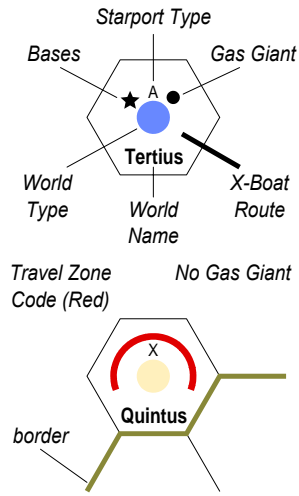 Starport Type
Bases
Gas Giant
A
Tertius
World
Type
World
Name
X-Boat
Route
Travel Zone
Code (Red)
No Gas Giant
X
Quintus
border